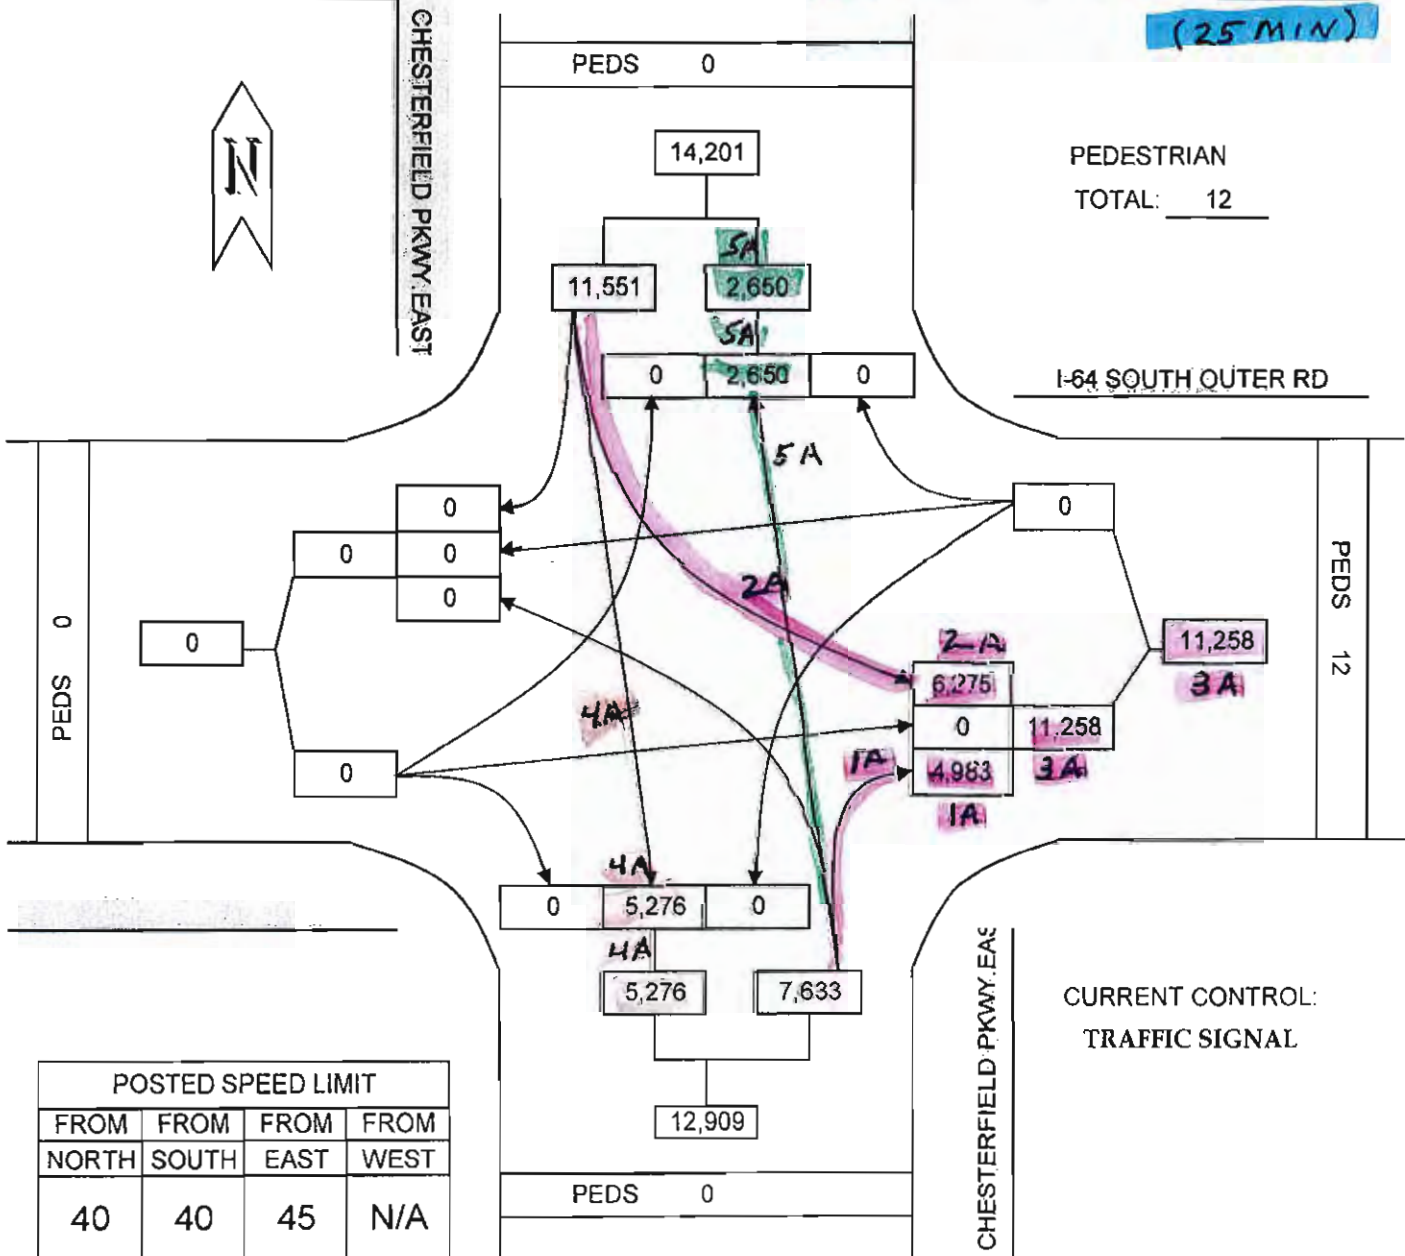 (25 MIN)
CHESTERFIELD PKWY.EAST
PEDS 0
N
14,201
PEDESTRIAN
TOTAL: 12
5A
11,551
2,650
5A
0
2,650
0
I-64 SOUTH OUTER RD
5A
0
0
0
0
0
2A
PEDS 0
0
2A
11,258
3A
PEDS 12
6,275
4A
0
11,258
0
1A
4,983
3A
1A
4A
0
5,276
0
4A
5,276
7,633
CHESTERFIELD PKWY.EAS
CURRENT CONTROL:
TRAFFIC SIGNAL
12,909
POSTED SPEED LIMIT
FROM FROM FROM FROM
NORTH SOUTH EAST WEST
40 40 45 N/A
PEDS 0